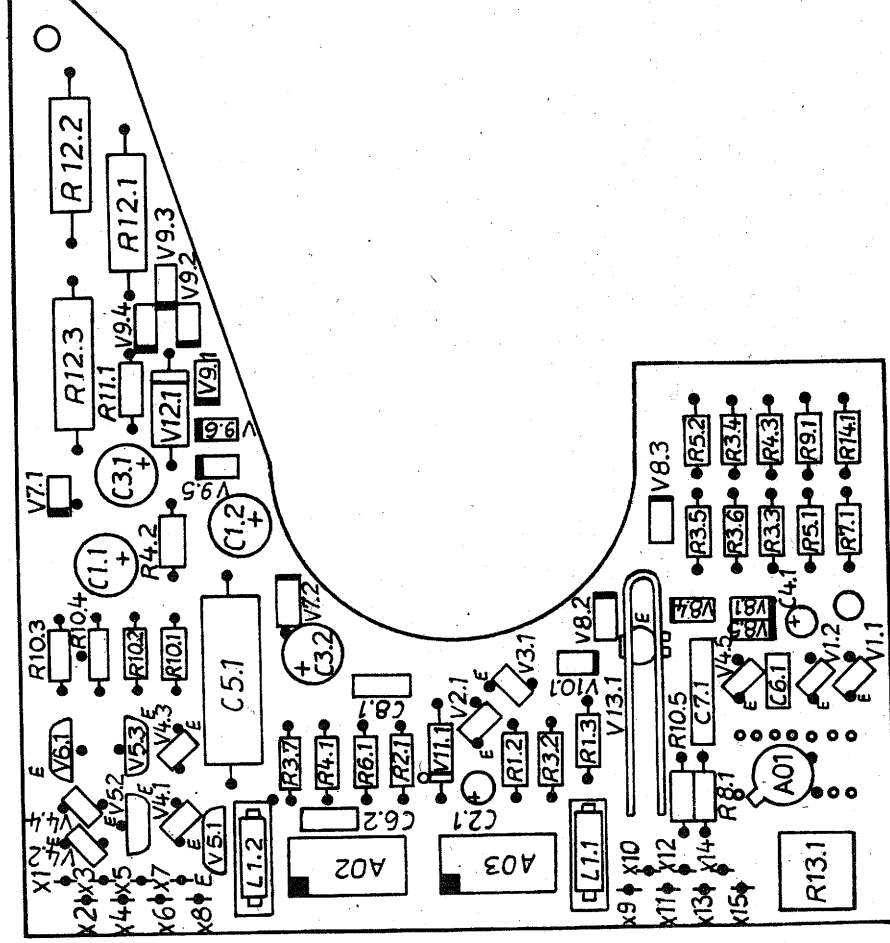 R12.2
R12.1
V9.3
V9.2
V9.4
R12.3
R11.1
V12.1
V9.1
V9.6
V9.5
V7.1
C3.1
+
C1.2
+
C1.1
+
R4.2
R5.2
R3.4
R4.3
R9.1
R14.1
V8.3
R3.5
R3.6
R3.3
R5.1
R7.1
R10.3
R10.4
R10.2
R10.1
C5.1
V7.2
+
C3.2
V8.2
E
V8.4
V8.1
V8.5
C4.1
+
V3.1
E
V10.1
V13.1
C8.1
V2.1
E
R10.5
C7.1
V4.5
E
C6.1
V1.2
E
V1.1
E
V6.1
E
V5.3
E
V4.3
E
R3.7
R4.1
R6.1
R2.1
V11.1
R1.2
R3.2
R1.3
R8.1
A01
V4.4
E
V5.2
E
V4.1
E
V4.2
E
V5.1
E
L1.2
C6.2
C2.1
+
A02
A03
L1.1
R13.1
X1
X3
X5
X7
X2
X4
X6
X8
X10
X12
X14
X9
X11
X13
X15